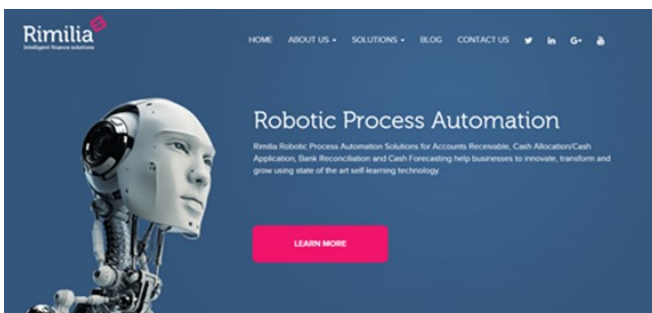 Rimilia
Intelligent finance solutions
HOME ABOUT US SOLUTIONS BLOG CONTACT US
Robotic Process Automation
Rimilia Robotic Process Automation Solutions for Accounts Receivable, Cash Allocation/Cash
Application, Bank Reconciliation and Cash Forecasting help businesses to innovate, transform and
grow using state of the art self-learning technology.
LEARN MORE